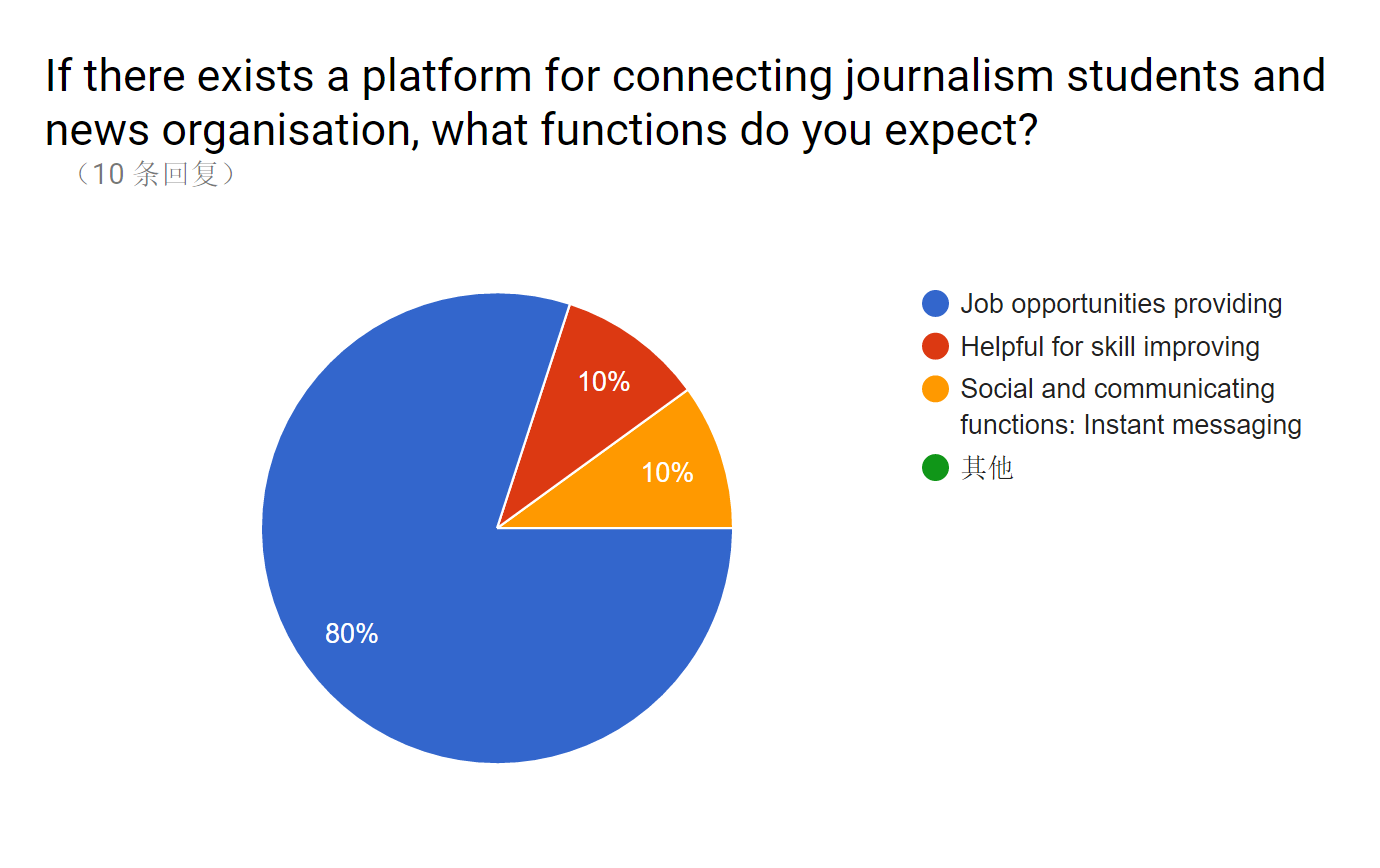 If there exists a platform for connecting journalism students and
news organisation, what functions do you expect?
（10 条回复）
Job opportunities providing
Helpful for skill improving
Social and communicating
functions: Instant messaging
其他
10%
10%
80%